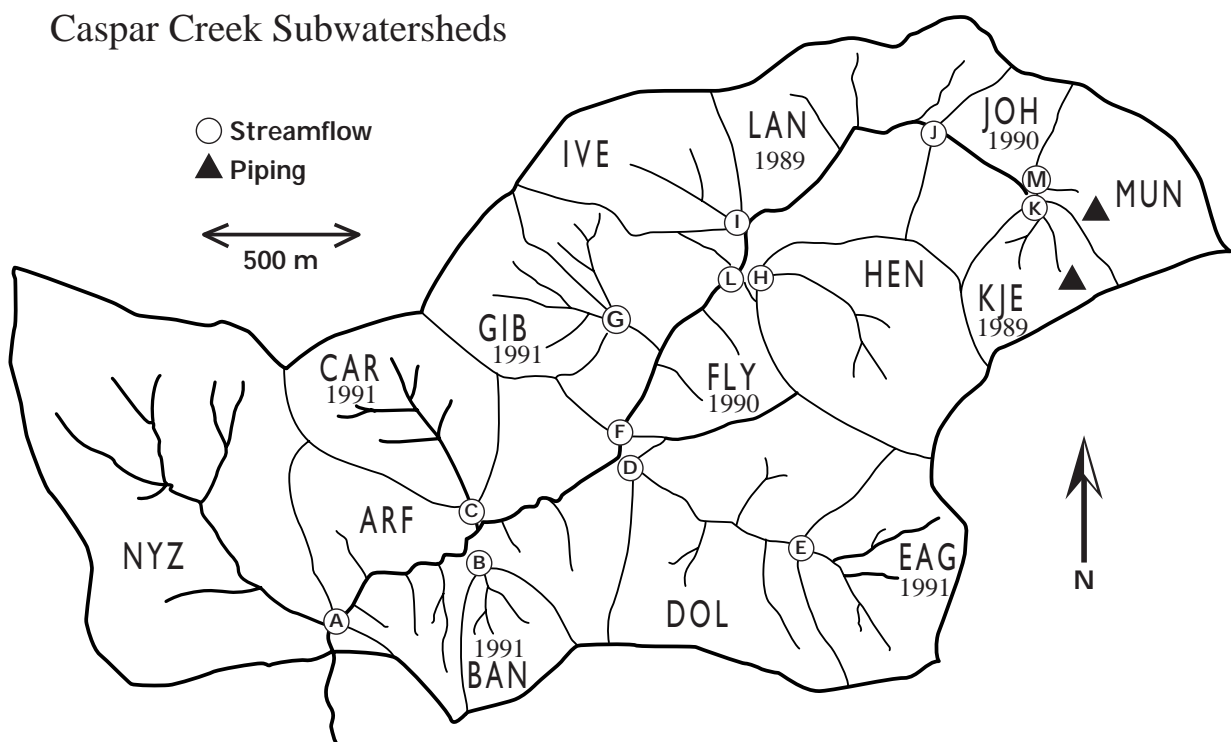 Caspar Creek Subwatersheds
Streamflow
Piping
500 m
JOH
1990
LAN
1989
IVE
J
M
MUN
K
I
L
H
HEN
KJE
1989
G
GIB
1991
CAR
1991
FLY
1990
F
D
C
ARF
B
E
EAG
1991
NYZ
N
A
DOL
1991
BAN